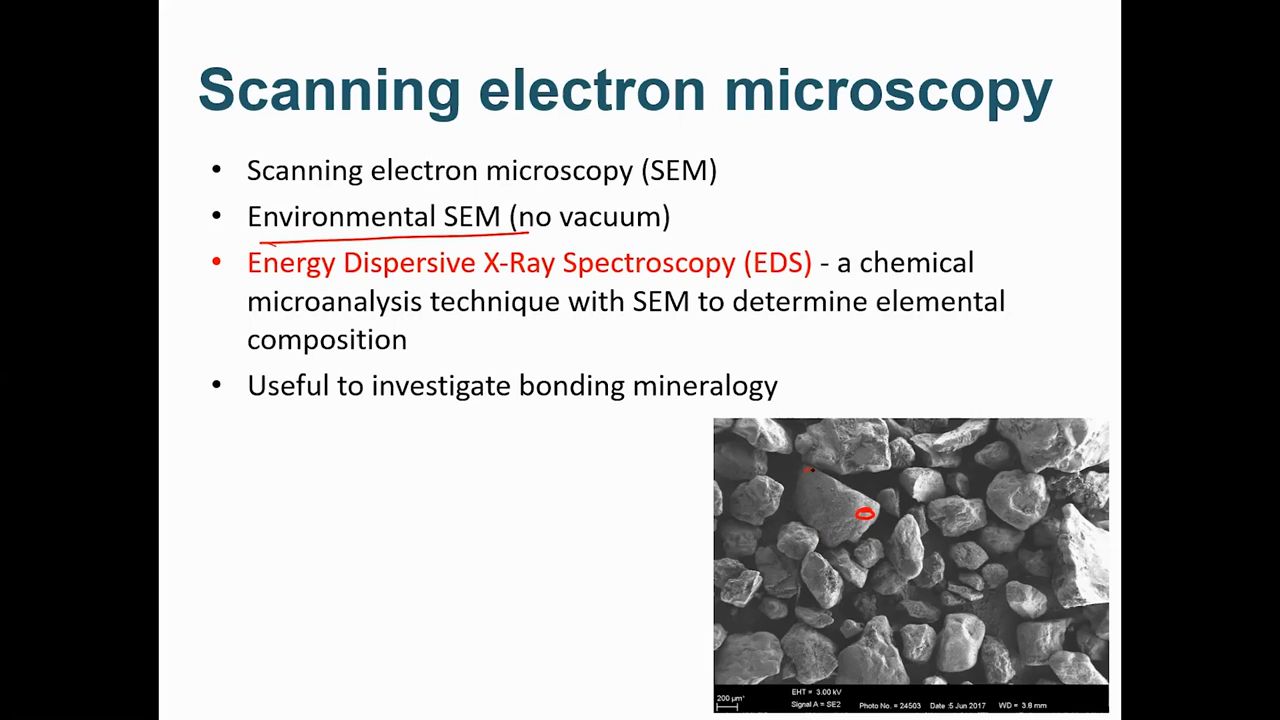 Scanning electron microscopy
• Scanning electron microscopy (SEM)
• Environmental SEM (no vacuum)
• Energy Dispersive X-Ray Spectroscopy (EDS) - a chemical
microanalysis technique with SEM to determine elemental
composition
• Useful to investigate bonding mineralogy
200 µm
EHT = 3.00 kV
Signal A = SE2
Photo No. = 24503
Date :5 Jun 2017
WD = 3.8 mm